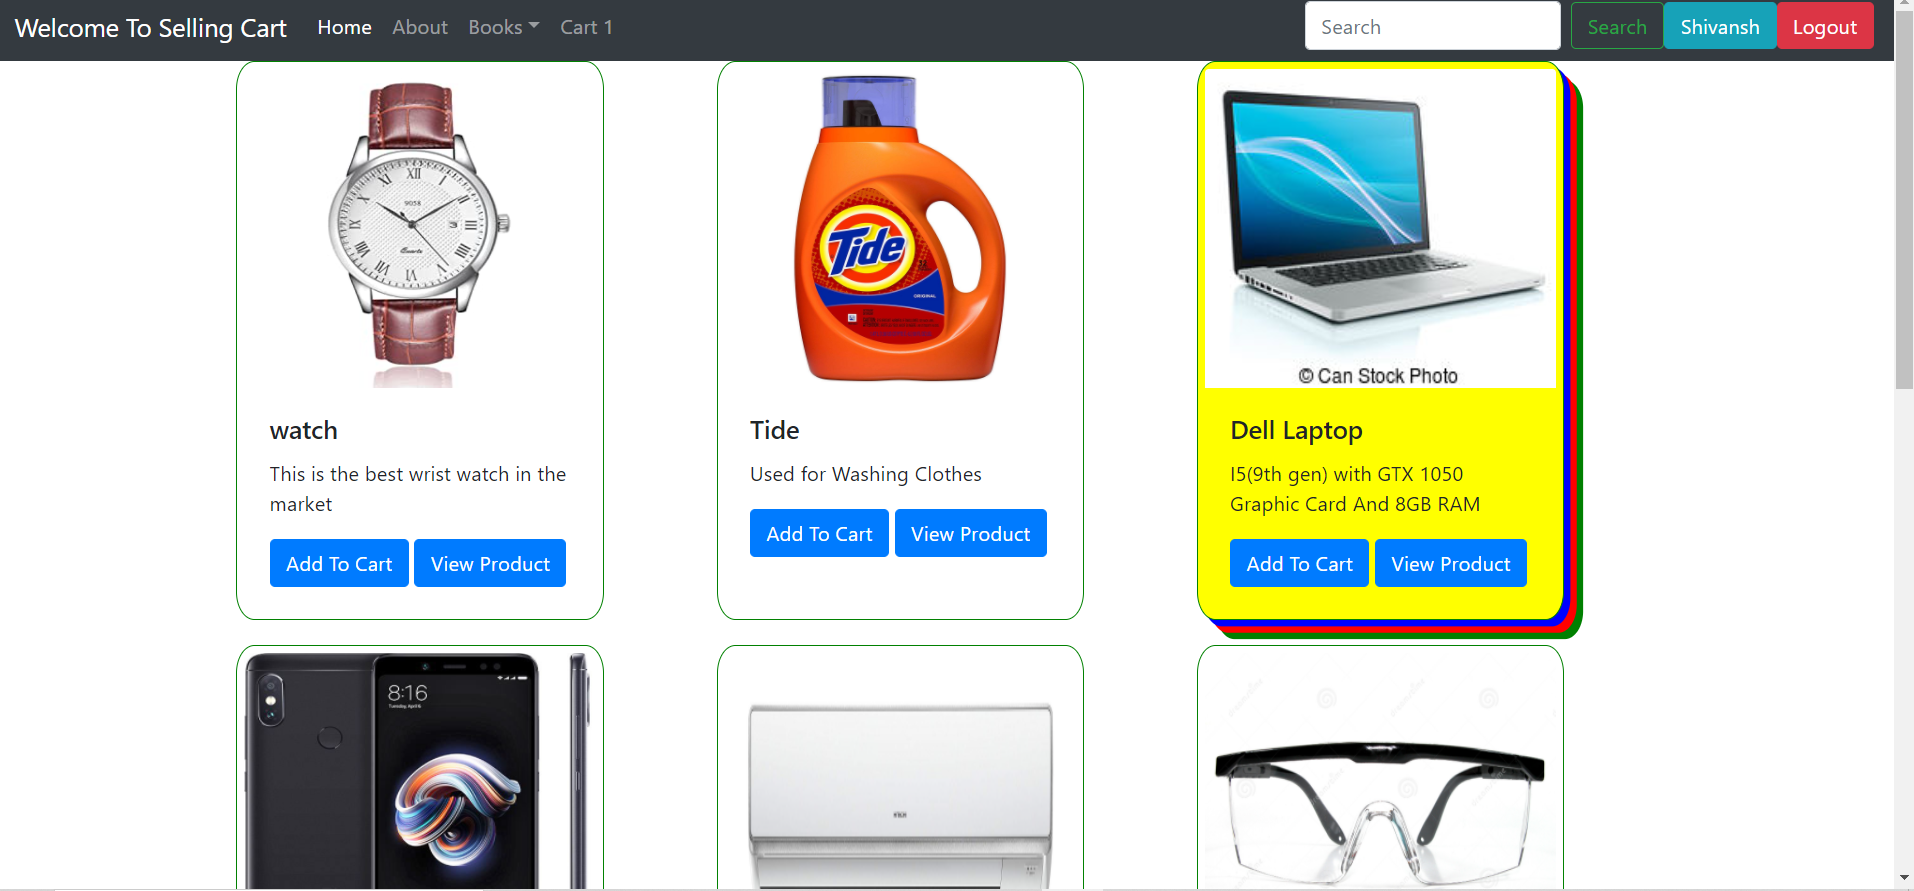 Welcome To Selling Cart Home About Books Cart 1 Search Search Shivansh Logout
XII
9058
Quartz
Tide
ORIGINAL
© Can Stock Photo
watch
This is the best wrist watch in the
market
Add To Cart View Product
Tide
Used for Washing Clothes
Add To Cart View Product
Dell Laptop
I5(9th gen) with GTX 1050
Graphic Card And 8GB RAM
Add To Cart View Product
8:16